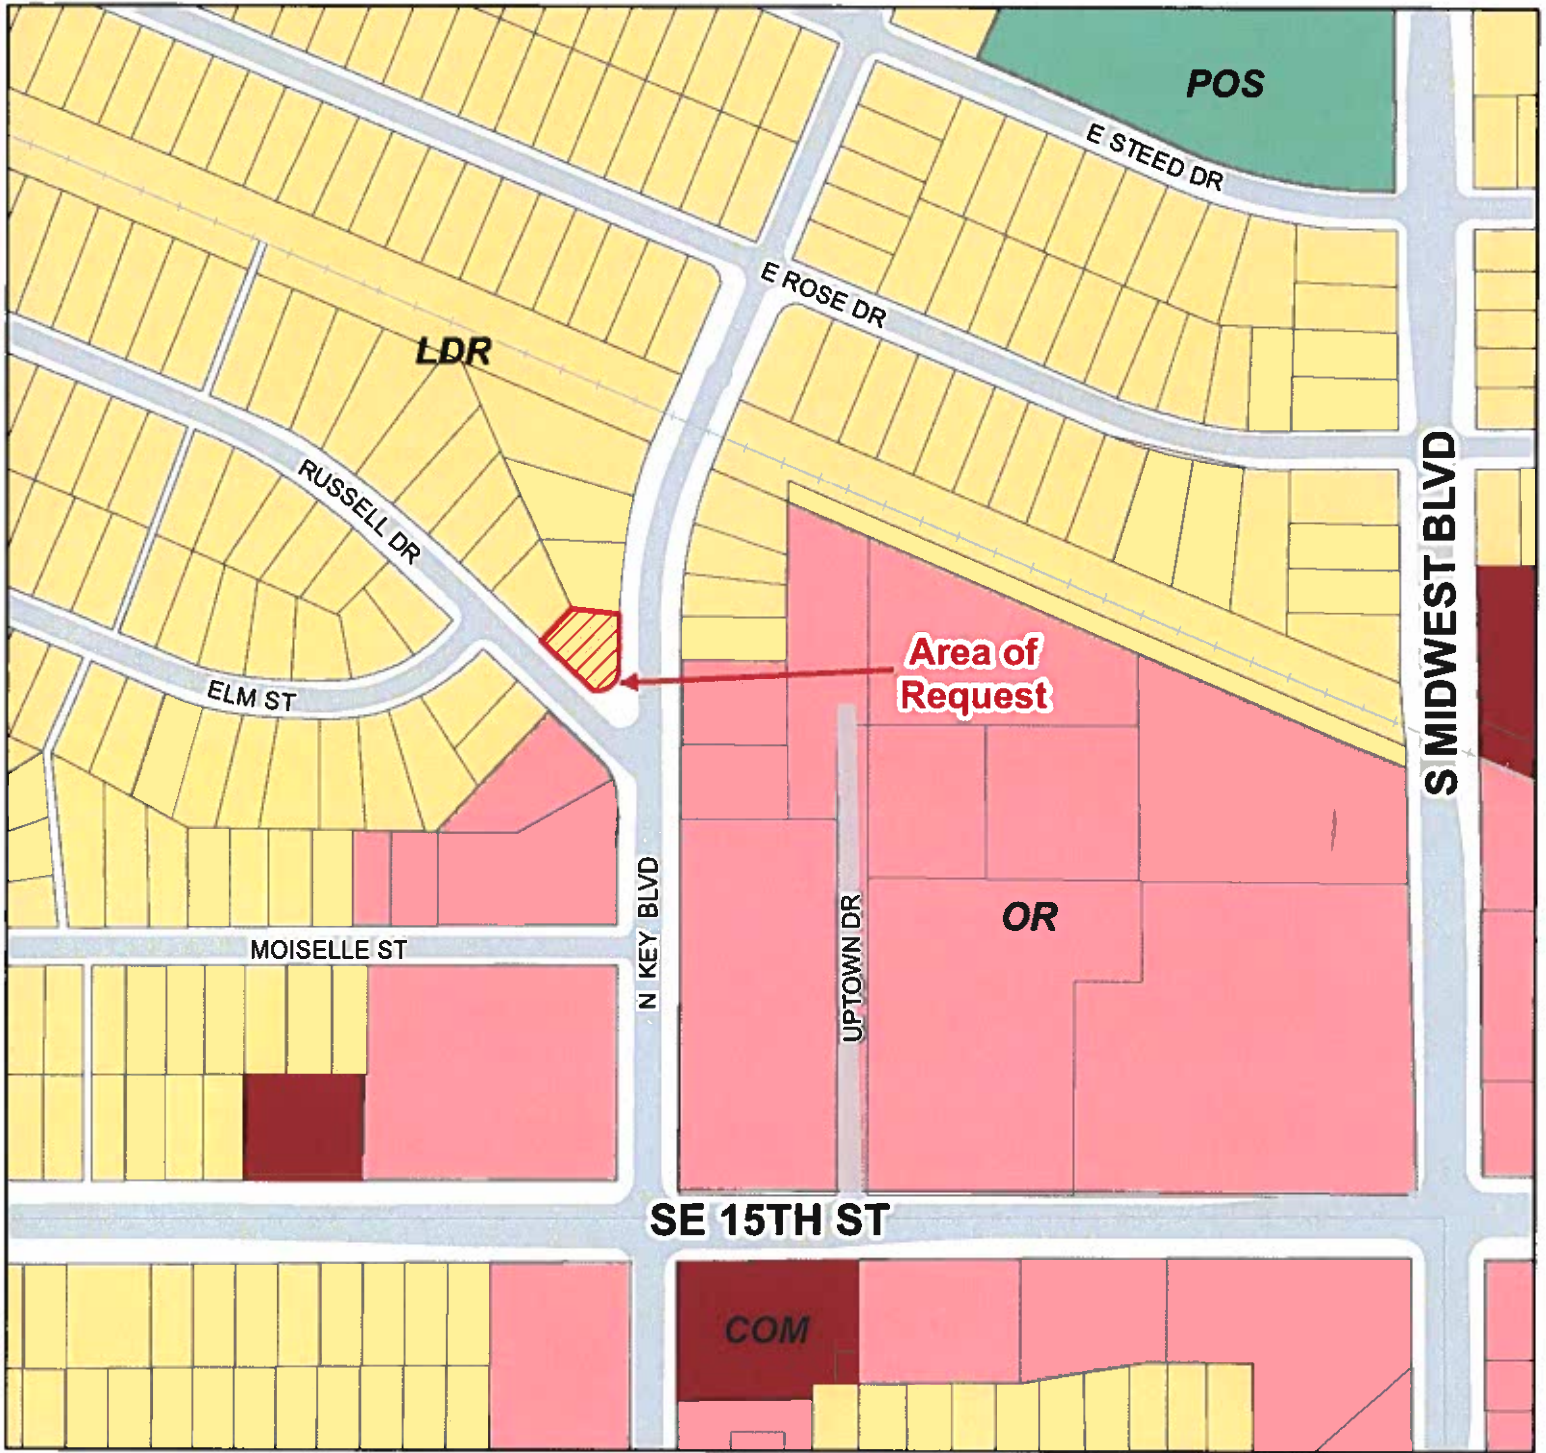 POS
E STEED DR
E ROSE DR
LDR
RUSSELL DR
S MIDWEST BLVD
Area of
Request
ELM ST
N KEY BLVD
UPTOWN DR
OR
MOISELLE ST
SE 15TH ST
COM